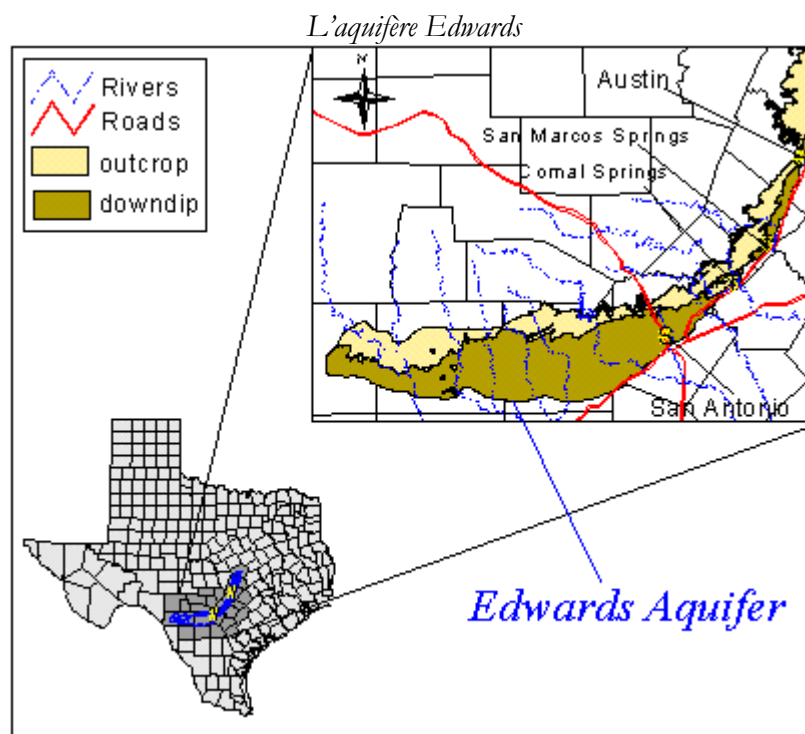 L'aquifère Edwards
Rivers
Roads
outcrop
downdip
N
Austin
San Marcos Springs
Comal Springs
San Antonio
Edwards Aquifer